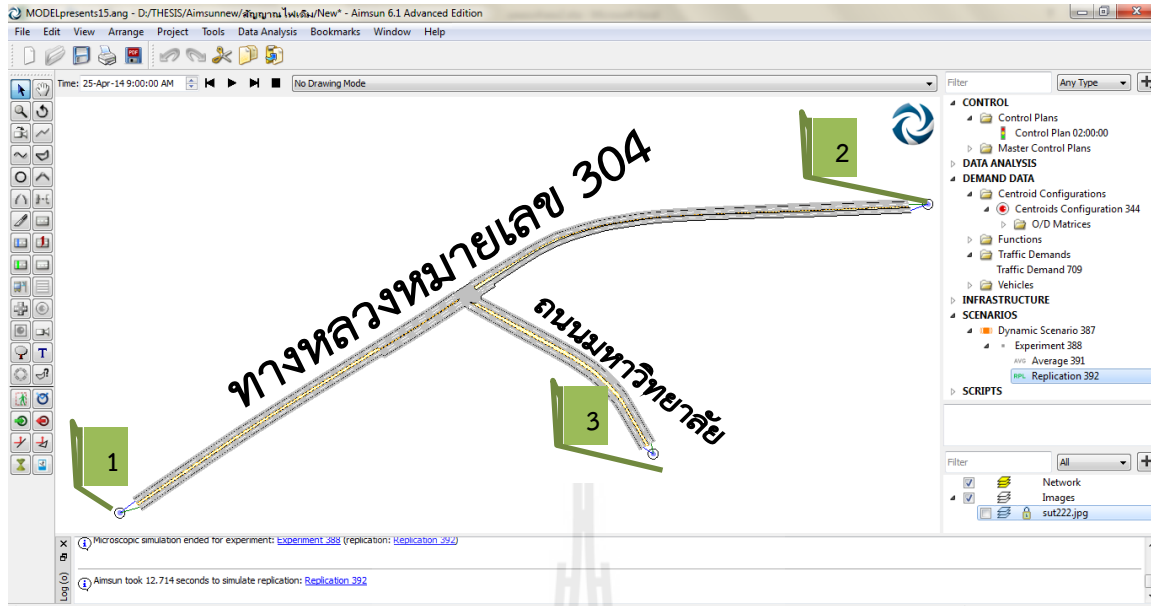 MODELpresents15.ang - D:/THESIS/Aimsunnew/สัญญาณไฟเดิม/New* - Aimsun 6.1 Advanced Edition
File Edit View Arrange Project Tools Data Analysis Bookmarks Window Help
Time: 25-Apr-14 9:00:00 AM No Drawing Mode
Filter Any Type
CONTROL
Control Plans
Control Plan 02:00:00
Master Control Plans
DATA ANALYSIS
DEMAND DATA
Centroid Configurations
Centroids Configuration 344
O/D Matrices
Functions
Traffic Demands
Traffic Demand 709
Vehicles
INFRASTRUCTURE
SCENARIOS
Dynamic Scenario 387
Experiment 388
AVG Average 391
RPL Replication 392
SCRIPTS
2
ทางหลวงหมายเลข 304
ถนนมหาวิทยาลัย
3
1
Filter All
Network
Images
sut222.jpg
Log (o)
Microscopic simulation ended for experiment: Experiment 388 (replication: Replication 392)
Aimsun took 12.714 seconds to simulate replication: Replication 392